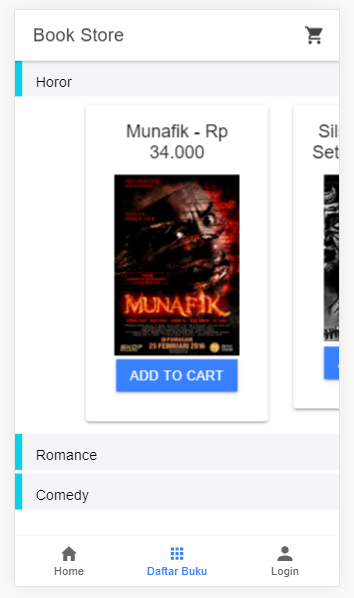 Book Store
Horor
Munafik - Rp
34.000
Sil
Set
MUNAFIK
25 FEBRUARI 2016
ADD TO CART
Romance
Comedy
Home
Daftar Buku
Login